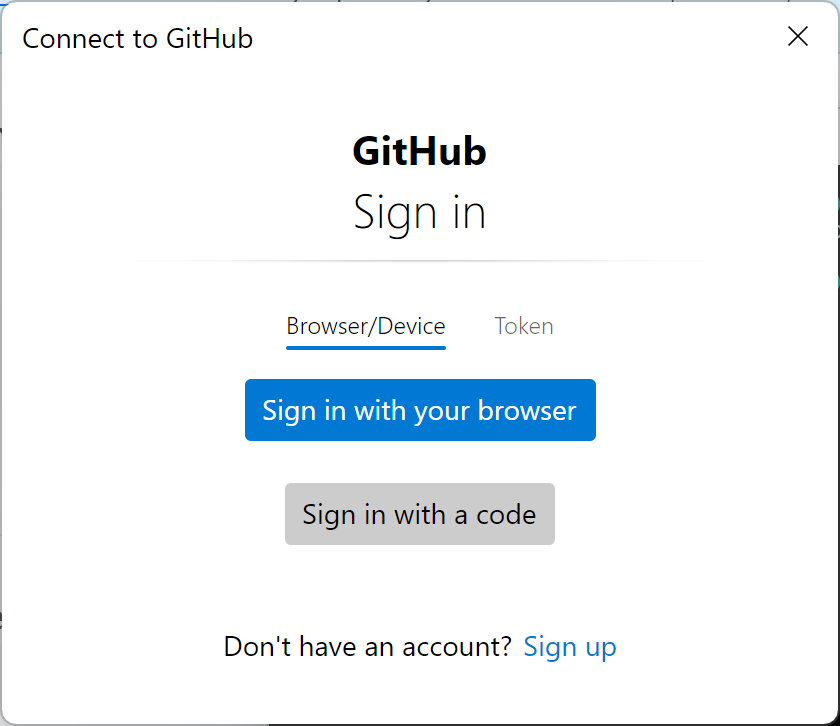 Connect to GitHub
GitHub
Sign in
Browser/Device Token
Sign in with your browser
Sign in with a code
Don't have an account? Sign up